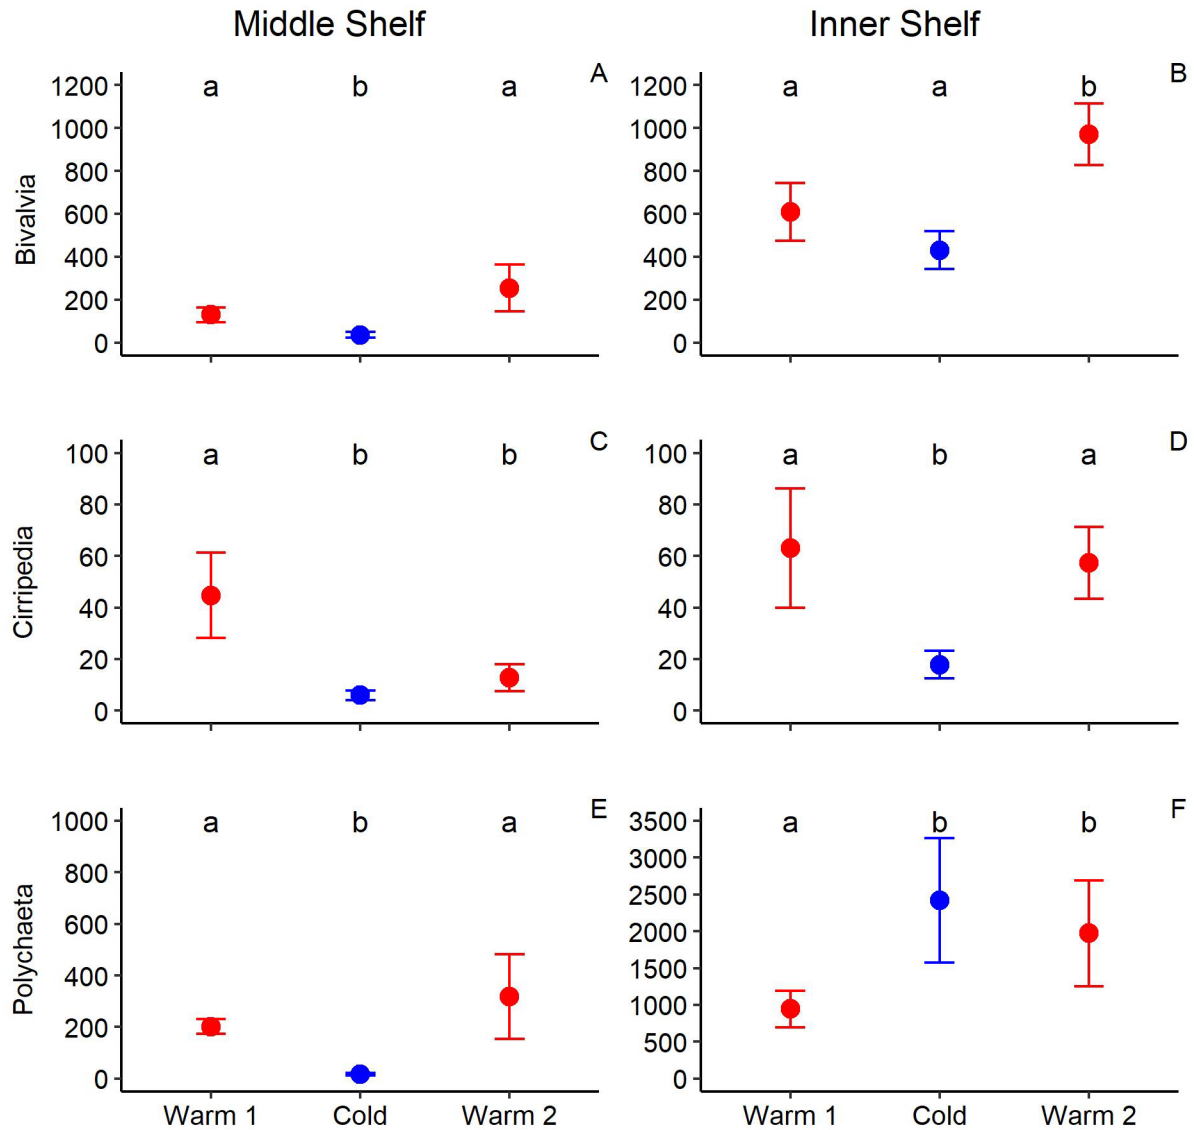 Middle Shelf
Inner Shelf
A
1200 a b a
1000
800
600
400
200
0
Bivalvia
B
1200 a a b
1000
800
600
400
200
0
C
100 a b b
80
60
40
20
0
Cirripedia
D
100 a b a
80
60
40
20
0
E
1000 a b a
800
600
400
200
0
Polychaeta
Warm 1 Cold Warm 2
F
3500 a b b
3000
2500
2000
1500
1000
500
0
Warm 1 Cold Warm 2